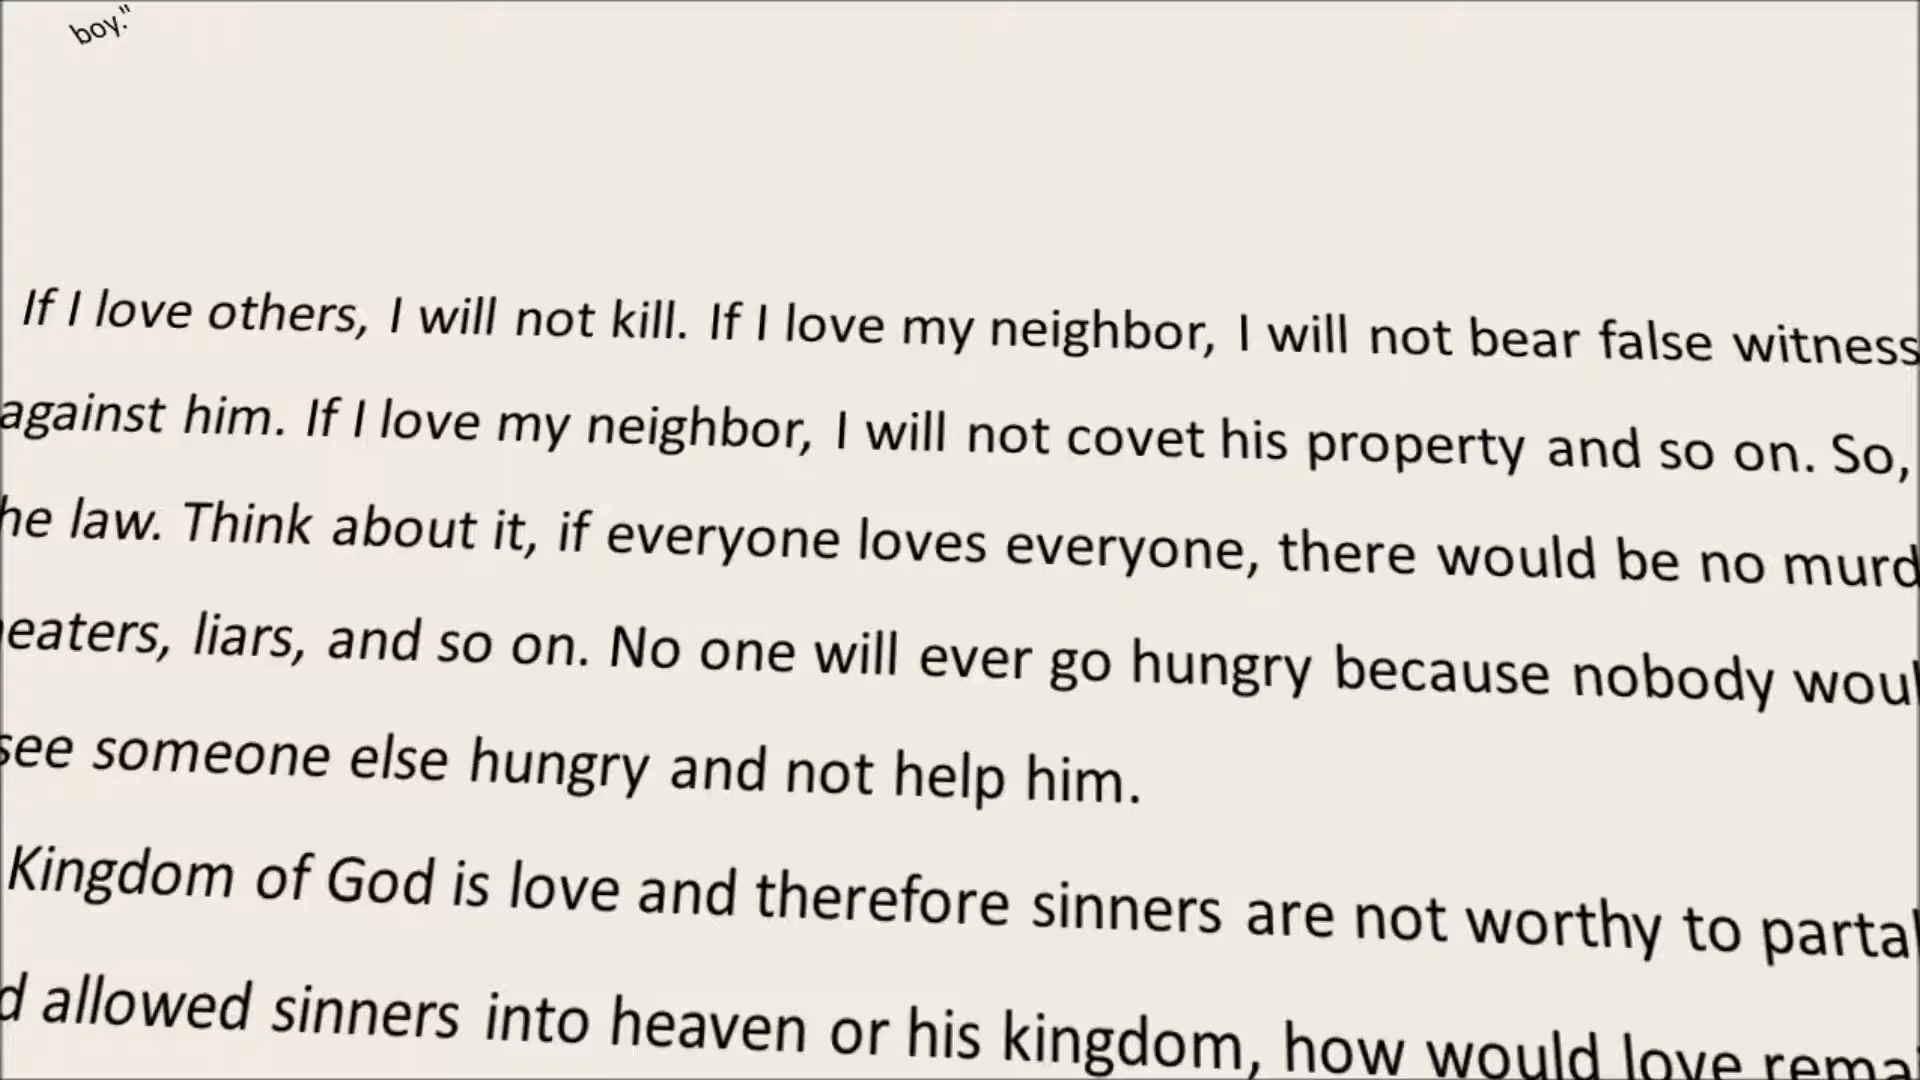 boy."
If I love others, I will not kill. If I love my neighbor, I will not bear false witness
against him. If I love my neighbor, I will not covet his property and so on. So,
he law. Think about it, if everyone loves everyone, there would be no murd
eaters, liars, and so on. No one will ever go hungry because nobody woul
see someone else hungry and not help him.
Kingdom of God is love and therefore sinners are not worthy to parta
d allowed sinners into heaven or his kingdom, how would love remai